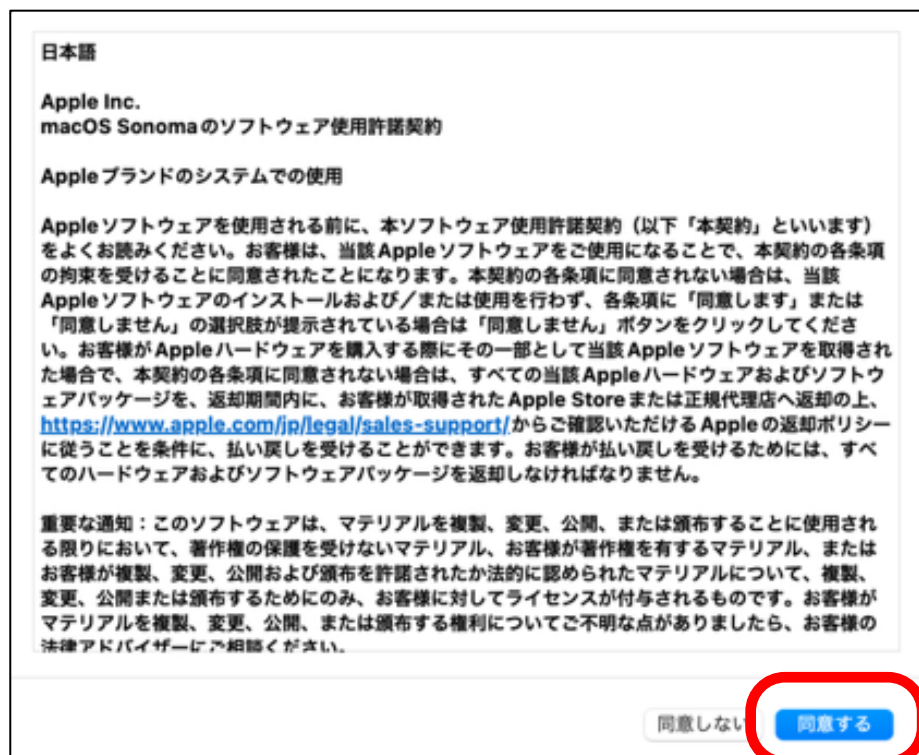 日本語
Apple Inc.
macOS Sonomaのソフトウェア使用許諾契約
Appleブランドのシステムでの使用
Appleソフトウェアを使用される前に、本ソフトウェア使用許諾契約（以下「本契約」といいます）
をよくお読みください。お客様は、当該Appleソフトウェアをご使用になることで、本契約の各条項
の拘束を受けることに同意されたことになります。本契約の各条項に同意されない場合は、当該
Appleソフトウェアのインストールおよび／または使用を行わず、各条項に「同意します」または
「同意しません」の選択肢が提示されている場合は「同意しません」ボタンをクリックしてくださ
い。お客様がAppleハードウェアを購入する際にその一部として当該Appleソフトウェアを取得され
た場合で、本契約の各条項に同意されない場合は、すべての当該Appleハードウェアおよびソフトウ
ェアパッケージを、返却期間内に、お客様が取得されたApple Storeまたは正規代理店へ返却の上、
https://www.apple.com/jp/legal/sales-support/からご確認いただけるAppleの返却ポリシー
に従うことを条件に、払い戻しを受けることができます。お客様が払い戻しを受けるためには、すべ
てのハードウェアおよびソフトウェアパッケージを返却しなければなりません。
重要な通知：このソフトウェアは、マテリアルを複製、変更、公開、または頒布することに使用され
る限りにおいて、著作権の保護を受けないマテリアル、お客様が著作権を有するマテリアル、または
お客様が複製、変更、公開および頒布を許諾されたか法的に認められたマテリアルについて、複製、
変更、公開または頒布するためにのみ、お客様に対してライセンスが付与されるものです。お客様が
マテリアルを複製、変更、公開、または頒布する権利についてご不明な点がありましたら、お客様の
法律アドバイザーにご相談ください。
同意しない 同意する